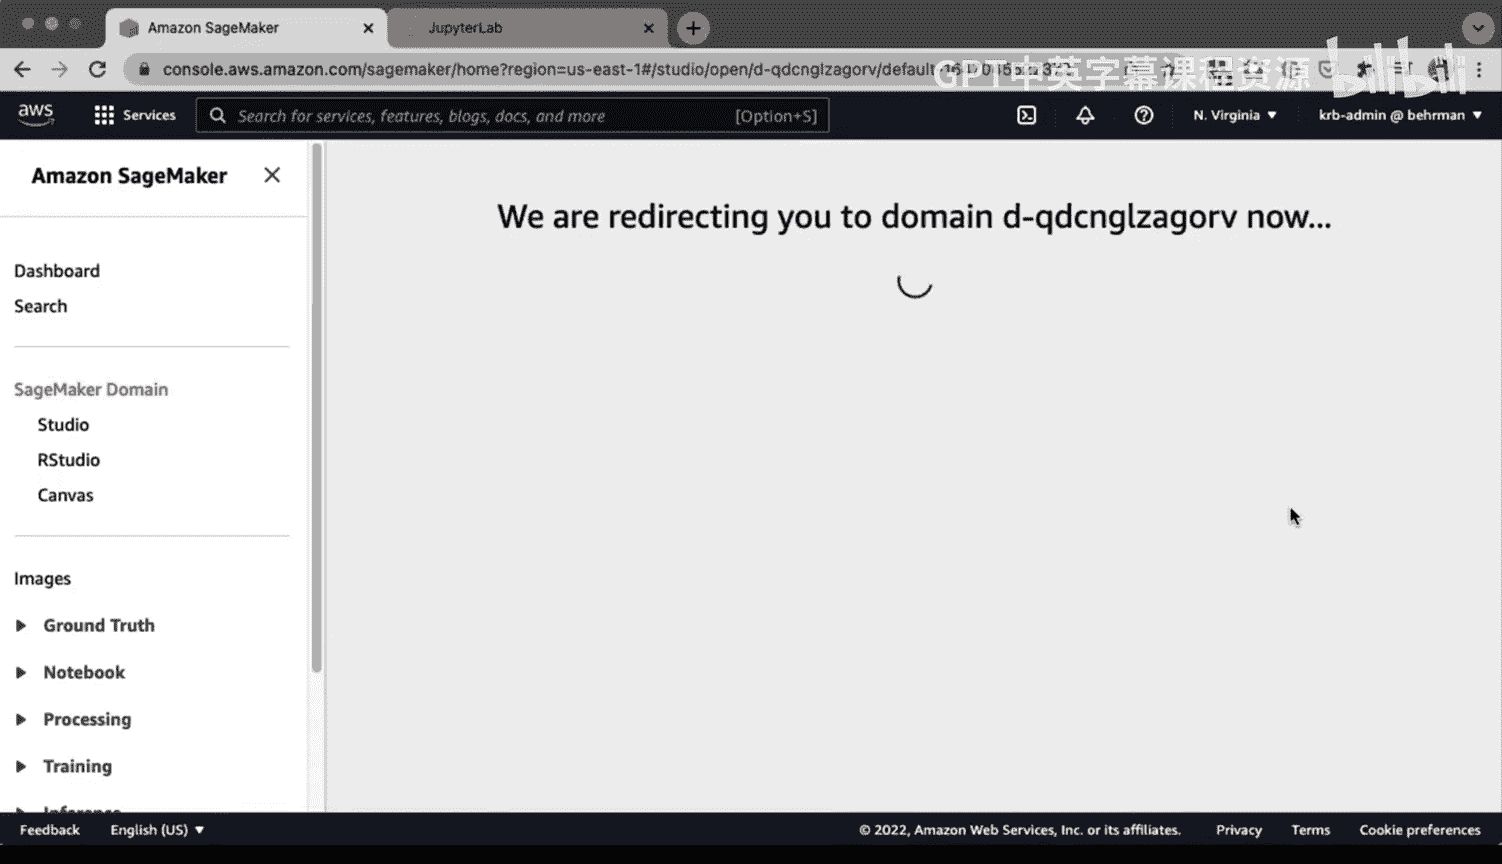 Amazon SageMaker
JupyterLab
console.aws.amazon.com/sagemaker/home?region=us-east-1#/studio/open/d-qdcnglzagorv/default
GPT中英字幕课程资源
bilibili
aws
Services
Search for services, features, blogs, docs, and more
[Option+S]
N. Virginia
krb-admin @ behrman
Amazon SageMaker
We are redirecting you to domain d-qdcnglzagorv now...
Dashboard
Search
SageMaker Domain
Studio
RStudio
Canvas
Images
Ground Truth
Notebook
Processing
Training
Inference
Feedback
English (US)
© 2022, Amazon Web Services, Inc. or its affiliates.
Privacy
Terms
Cookie preferences